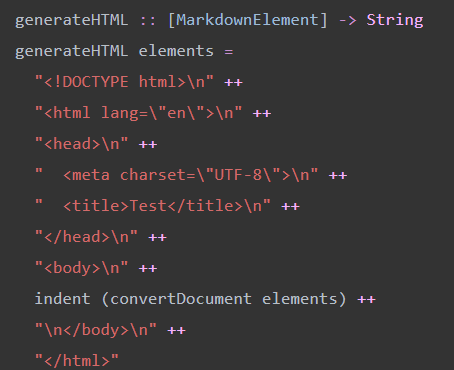 generateHTML :: [MarkdownElement] -> String
generateHTML elements =
  "<!DOCTYPE html>\n" ++
  "<html lang=\"en\">\n" ++
  "<head>\n" ++
  "  <meta charset=\"UTF-8\">\n" ++
  "  <title>Test</title>\n" ++
  "</head>\n" ++
  "<body>\n" ++
  indent (convertDocument elements) ++
  "\n</body>\n" ++
  "</html>"